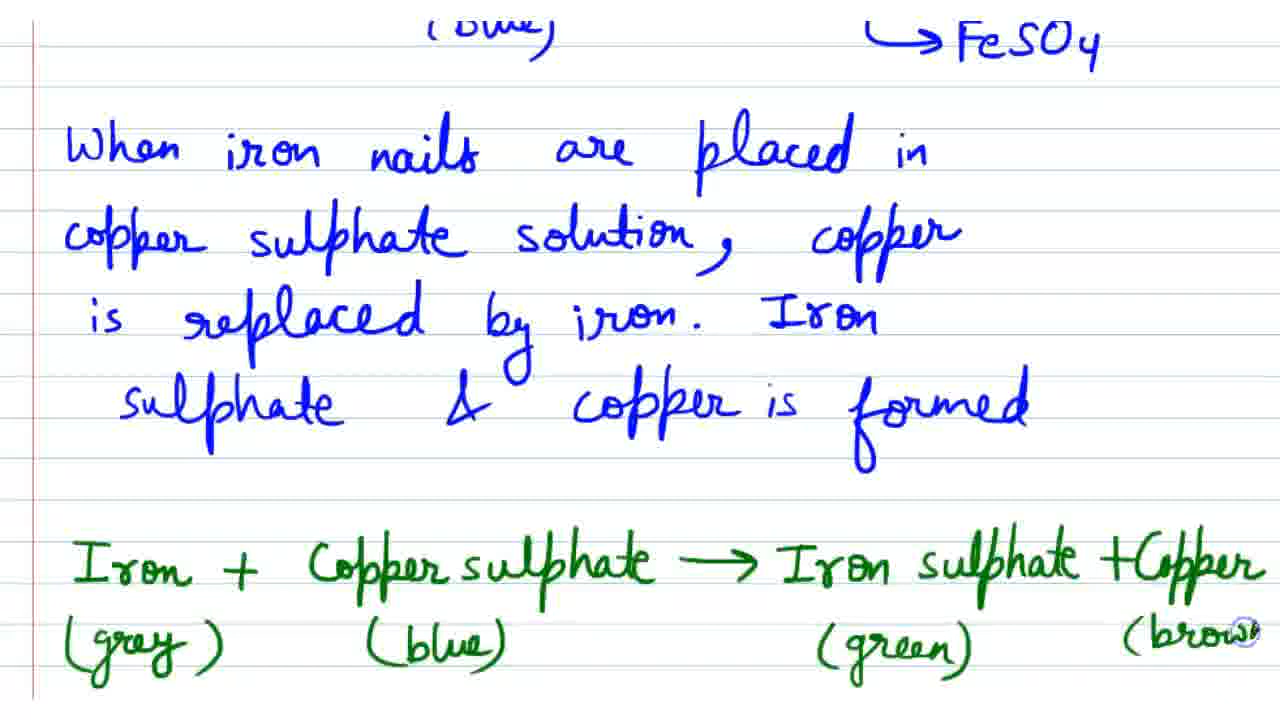 (blue) ↳ FeSO4
When iron nails are placed in
copper sulphate solution, copper
is replaced by iron. Iron
sulphate & copper is formed
Iron + Copper sulphate → Iron sulphate + Copper
(grey) (blue) (green) (brow